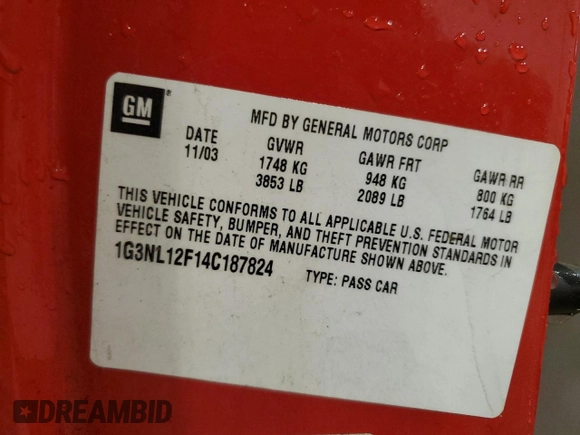 GM ®
MFD BY GENERAL MOTORS CORP
DATE GVWR GAWR FRT GAWR RR
11/03 1748 KG 948 KG 800 KG
3853 LB 2089 LB 1764 LB
THIS VEHICLE CONFORMS TO ALL APPLICABLE U.S. FEDERAL MOTOR
VEHICLE SAFETY, BUMPER, AND THEFT PREVENTION STANDARDS IN
EFFECT ON THE DATE OF MANUFACTURE SHOWN ABOVE.
1G3NL12F14C187824 TYPE: PASS CAR
DREAMBID